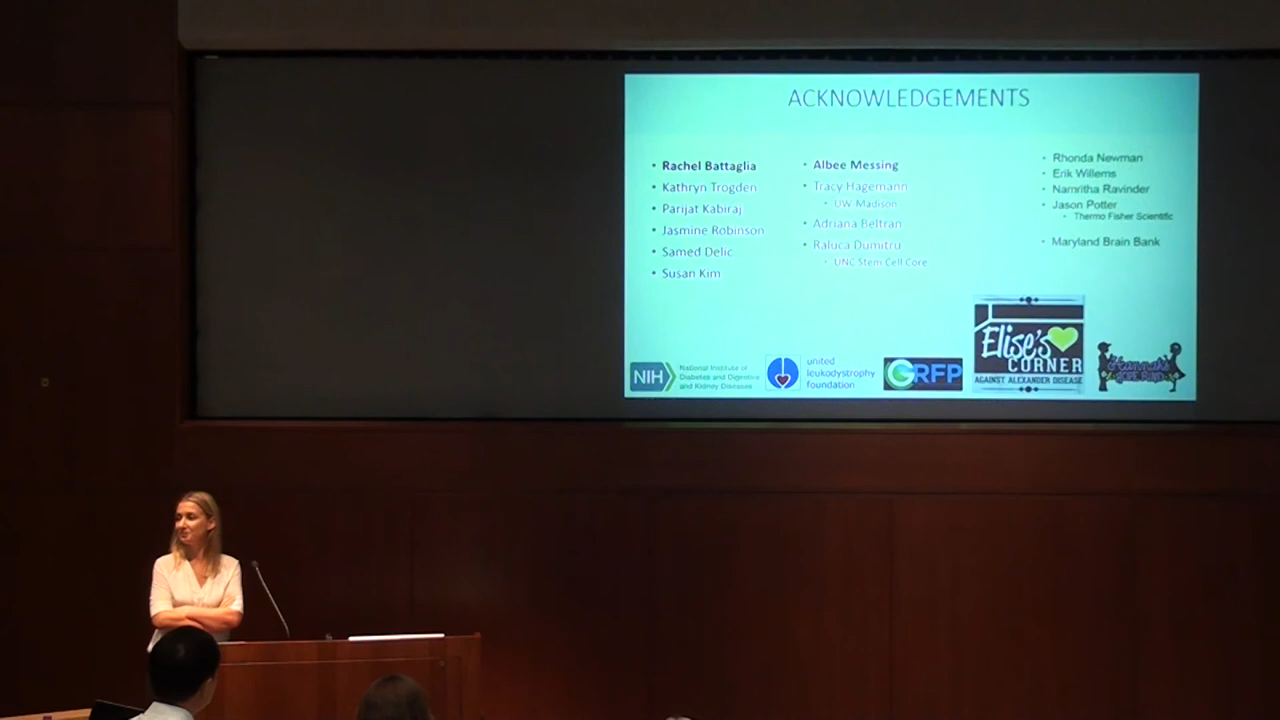 ACKNOWLEDGEMENTS
• Rachel Battaglia
• Kathryn Trogden
• Parijat Kabiraj
• Jasmine Robinson
• Samed Delic
• Susan Kim
• Albee Messing
• Tracy Hagemann
• UW Madison
• Adriana Beltran
• Raluca Dumitru
• UNC Stem Cell Core
• Rhonda Newman
• Erik Willems
• Namritha Ravinder
• Jason Potter
• Thermo Fisher Scientific
• Maryland Brain Bank
NIH
National Institute of
Diabetes and Digestive
and Kidney Diseases
united
leukodystrophy
foundation
GRFP
Elise's
CORNER
AGAINST ALEXANDER DISEASE